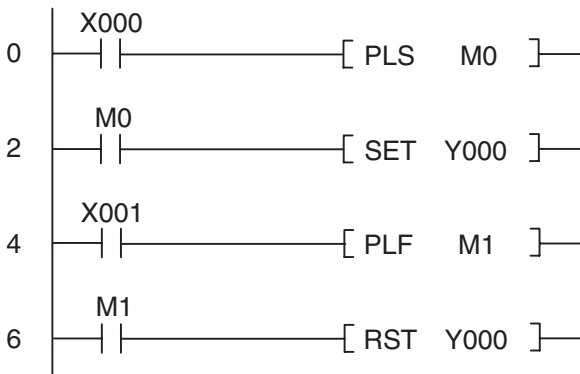 X000
0 PLS M0
M0
2 SET Y000
X001
4 PLF M1
M1
6 RST Y000